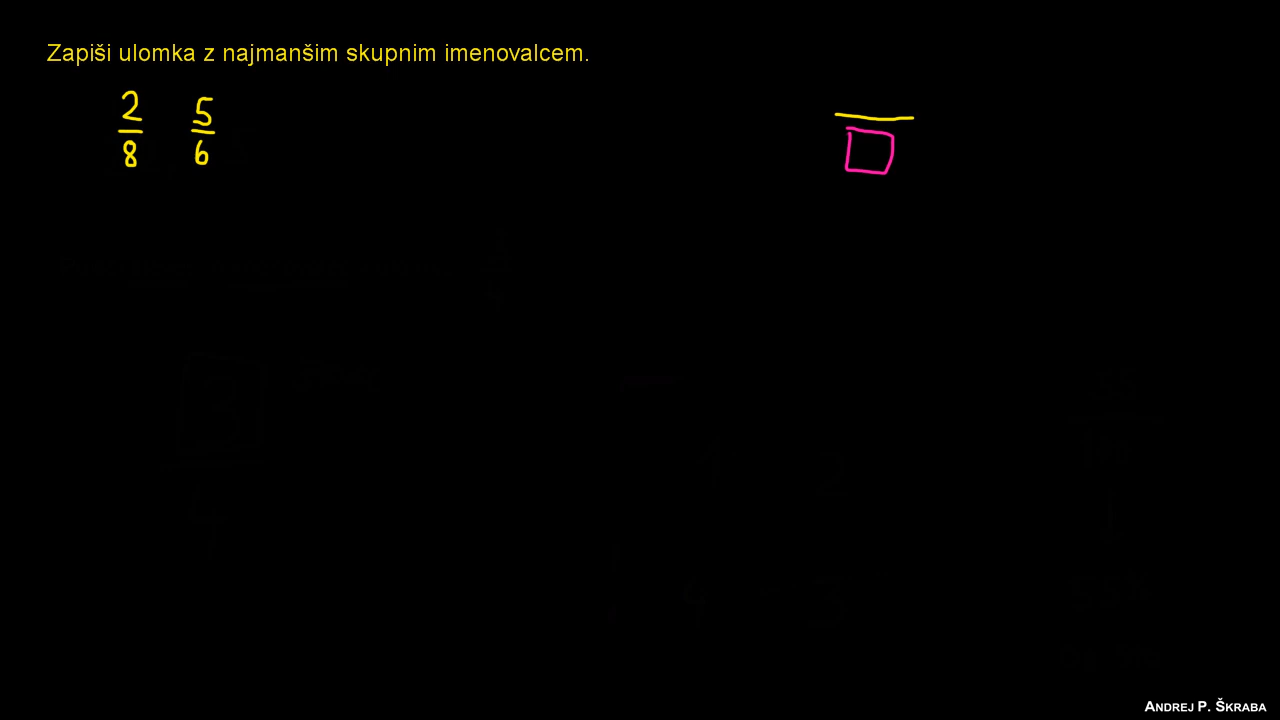 Zapiši ulomka z najmanšim skupnim imenovalcem.
2 5
8 6
ANDREJ P. ŠKRABA